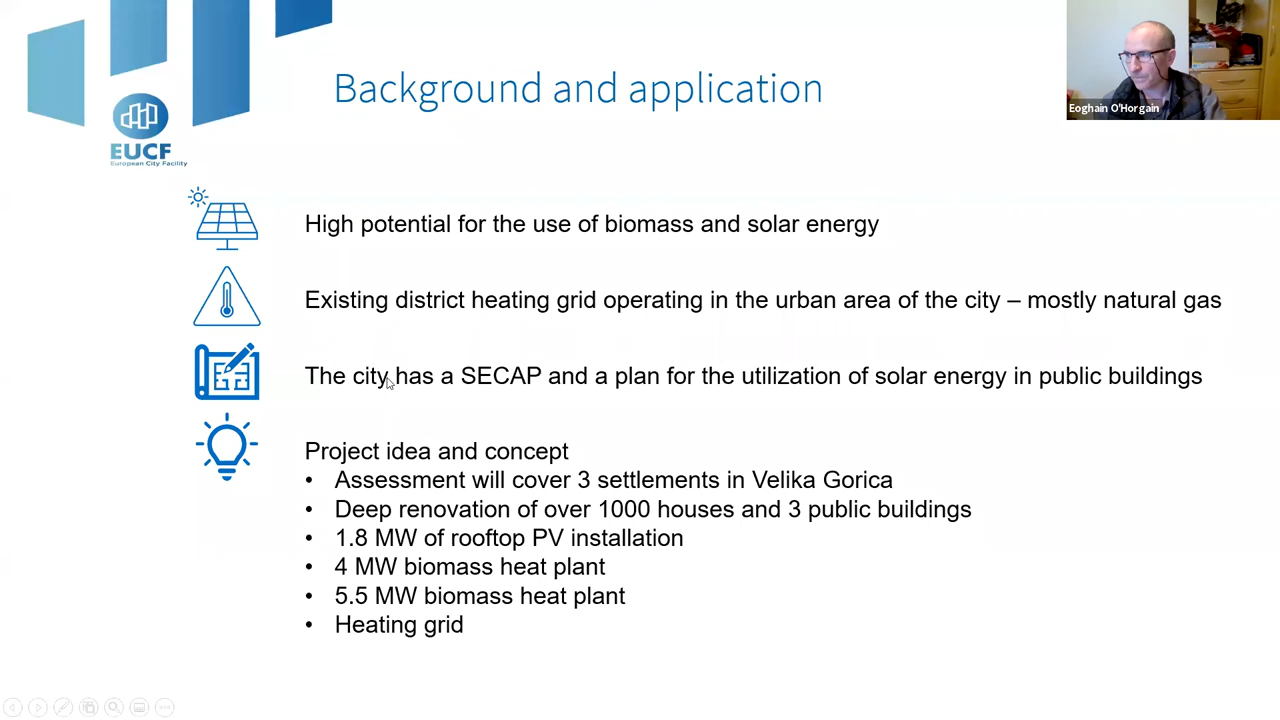 Background and application
Eoghain O'Horgain
EUCF
European City Facility
High potential for the use of biomass and solar energy
Existing district heating grid operating in the urban area of the city – mostly natural gas
The city has a SECAP and a plan for the utilization of solar energy in public buildings
Project idea and concept
• Assessment will cover 3 settlements in Velika Gorica
• Deep renovation of over 1000 houses and 3 public buildings
• 1.8 MW of rooftop PV installation
• 4 MW biomass heat plant
• 5.5 MW biomass heat plant
• Heating grid